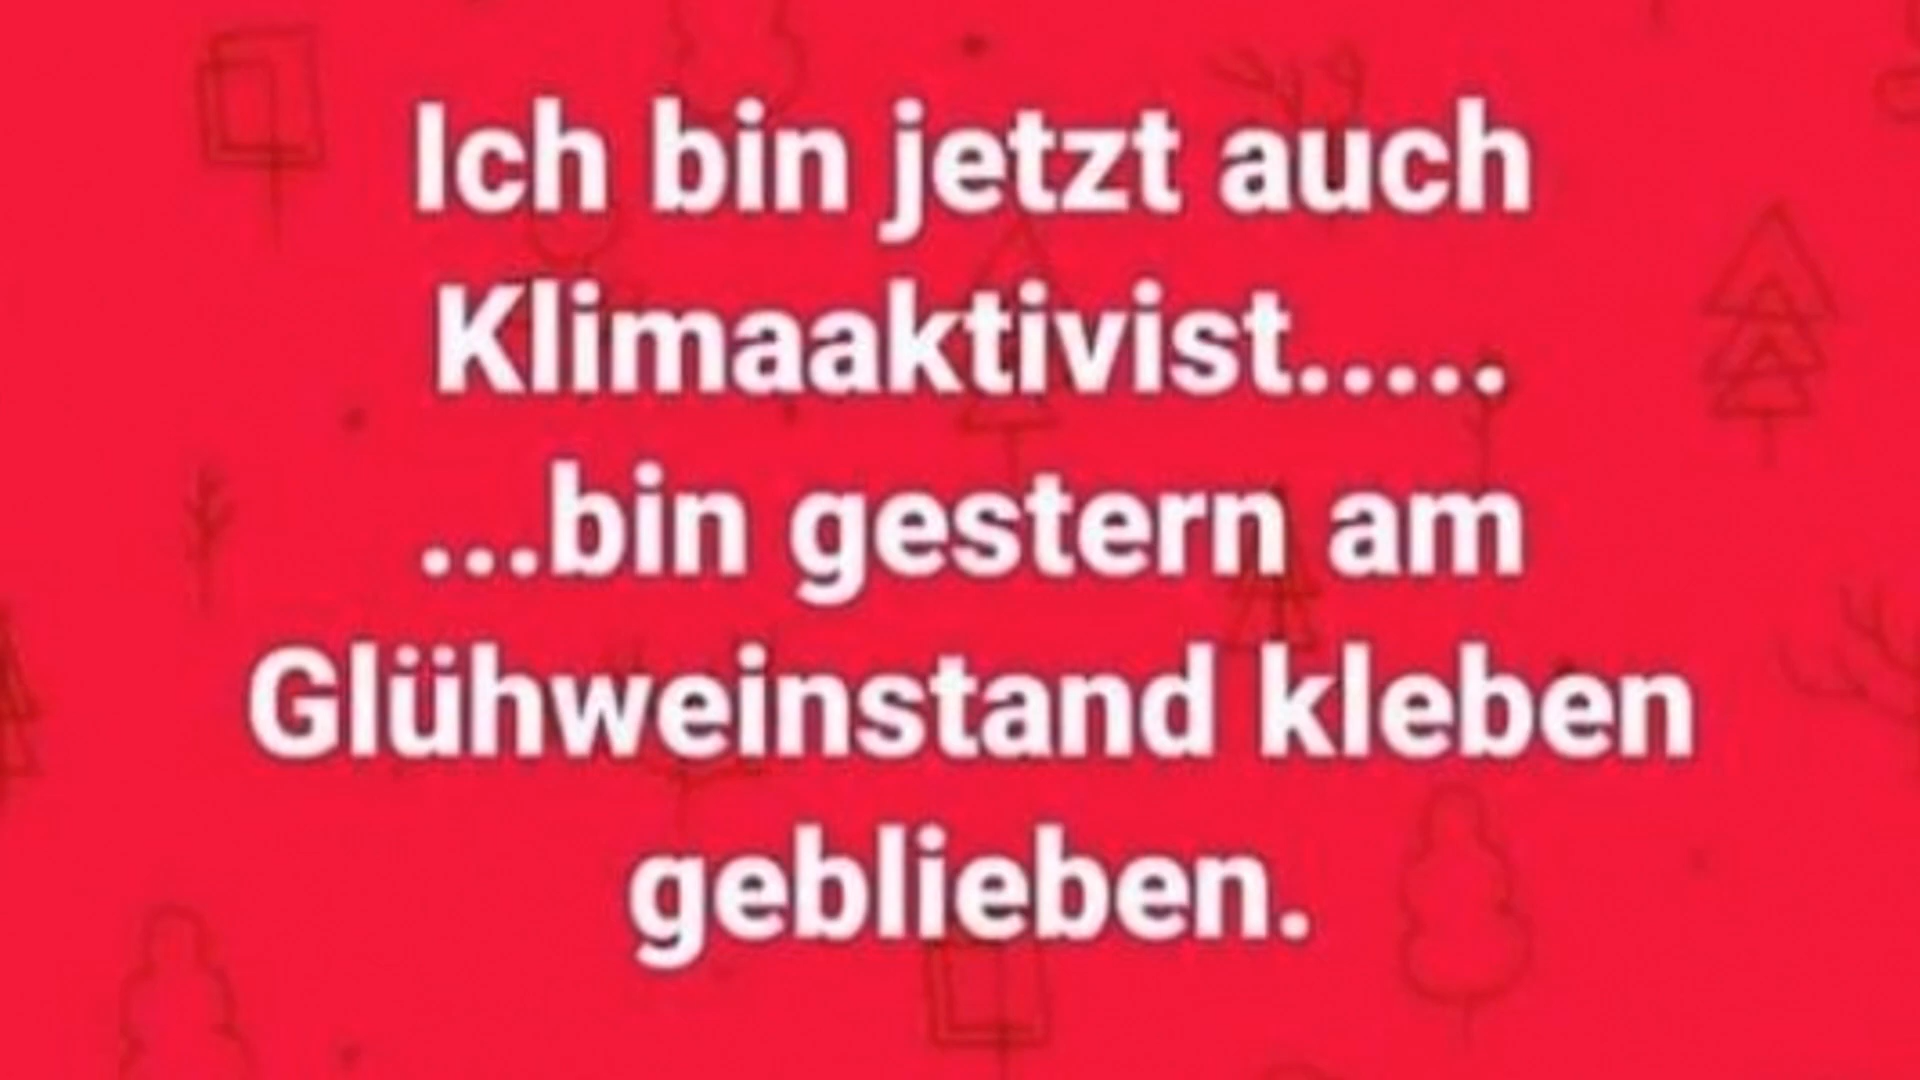 Ich bin jetzt auch
Klimaaktivist.....
...bin gestern am
Glühweinstand kleben
geblieben.